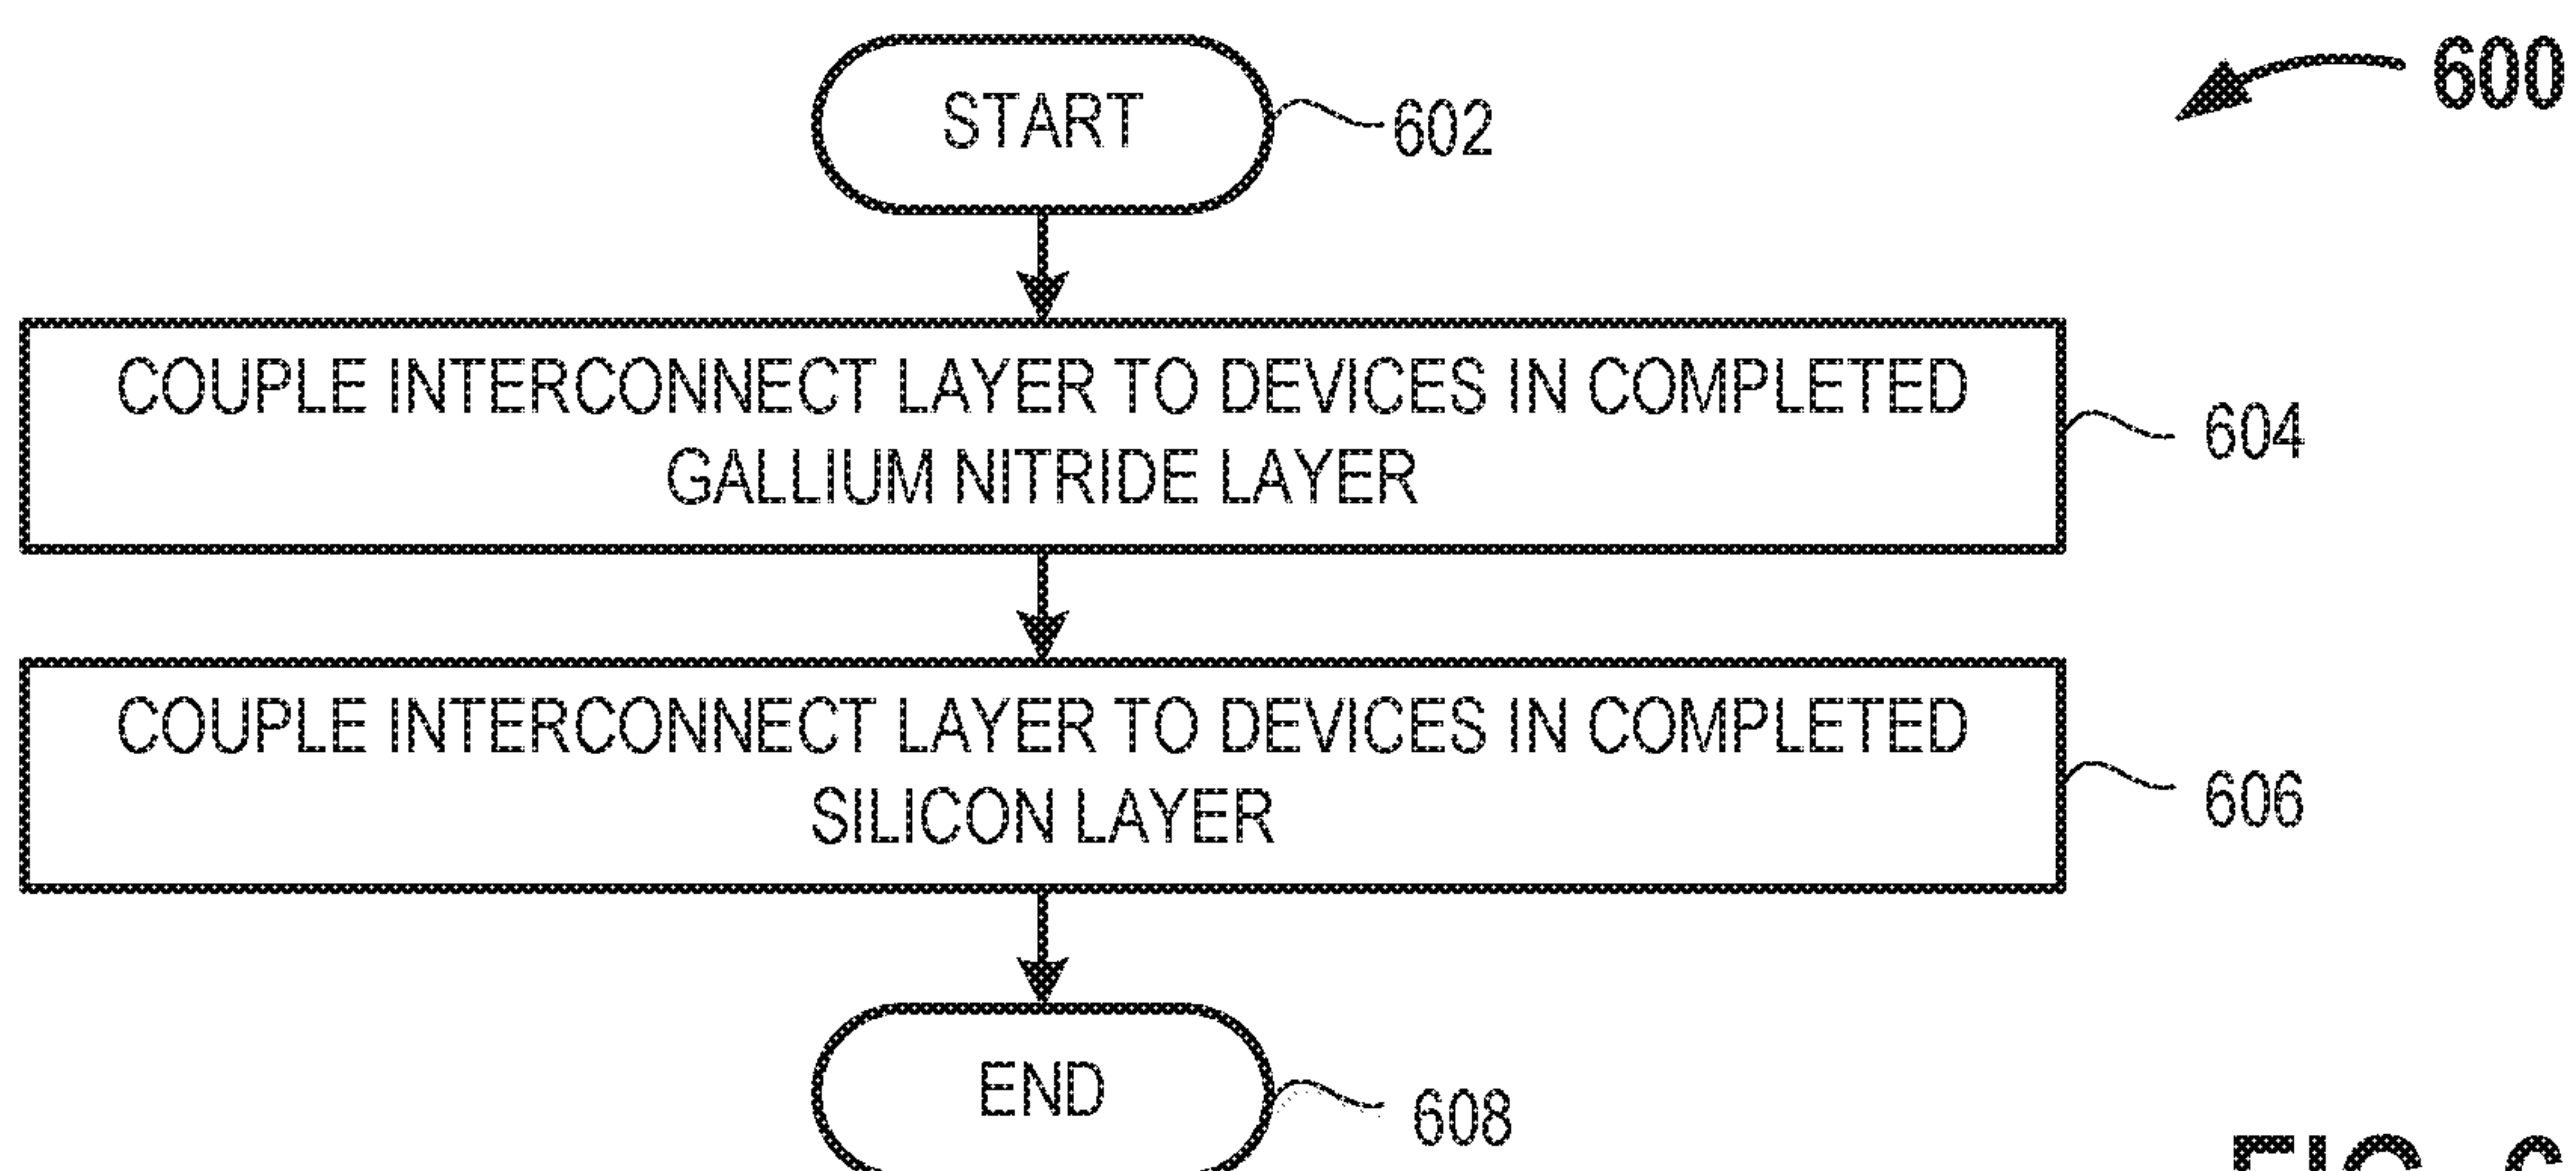 START
602
600
COUPLE INTERCONNECT LAYER TO DEVICES IN COMPLETED
GALLIUM NITRIDE LAYER
604
COUPLE INTERCONNECT LAYER TO DEVICES IN COMPLETED
SILICON LAYER
606
END
608